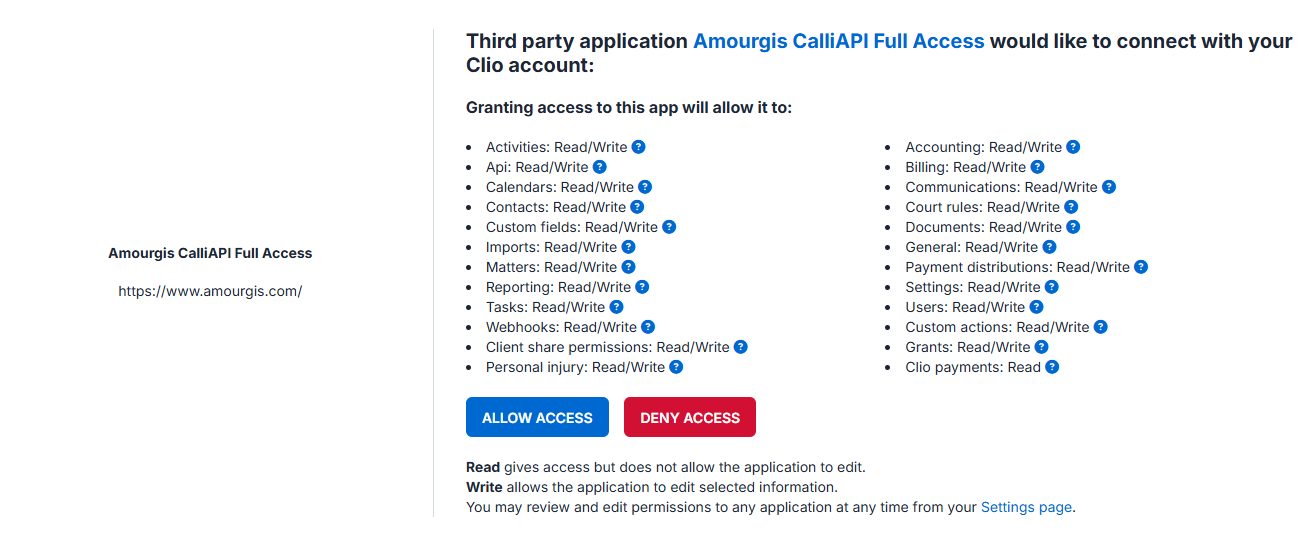 Third party application Amourgis CalliAPI Full Access would like to connect with your
Clio account:
Granting access to this app will allow it to:
Activities: Read/Write
Api: Read/Write
Calendars: Read/Write
Contacts: Read/Write
Custom fields: Read/Write
Imports: Read/Write
Matters: Read/Write
Reporting: Read/Write
Tasks: Read/Write
Webhooks: Read/Write
Client share permissions: Read/Write
Personal injury: Read/Write
Accounting: Read/Write
Billing: Read/Write
Communications: Read/Write
Court rules: Read/Write
Documents: Read/Write
General: Read/Write
Payment distributions: Read/Write
Settings: Read/Write
Users: Read/Write
Custom actions: Read/Write
Grants: Read/Write
Clio payments: Read
Amourgis CalliAPI Full Access
https://www.amourgis.com/
ALLOW ACCESS
DENY ACCESS
Read gives access but does not allow the application to edit.
Write allows the application to edit selected information.
You may review and edit permissions to any application at any time from your Settings page.